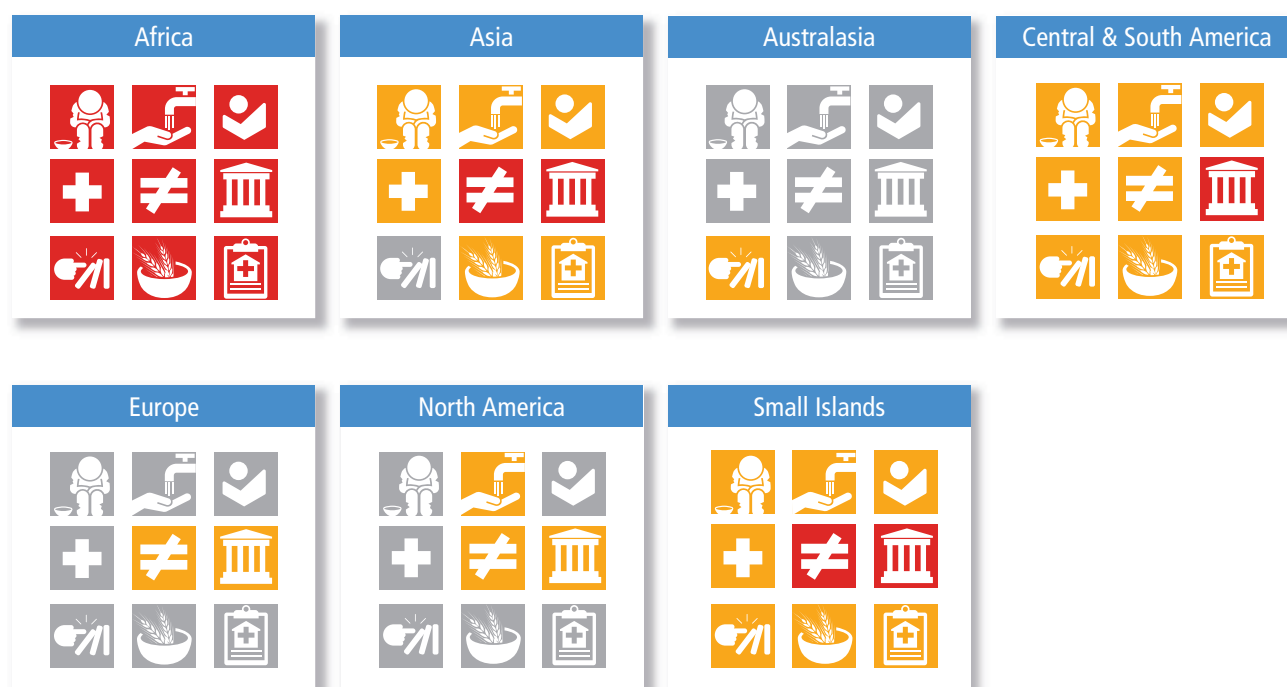 Africa
Asia
Australasia
Central & South America
Europe
North America
Small Islands